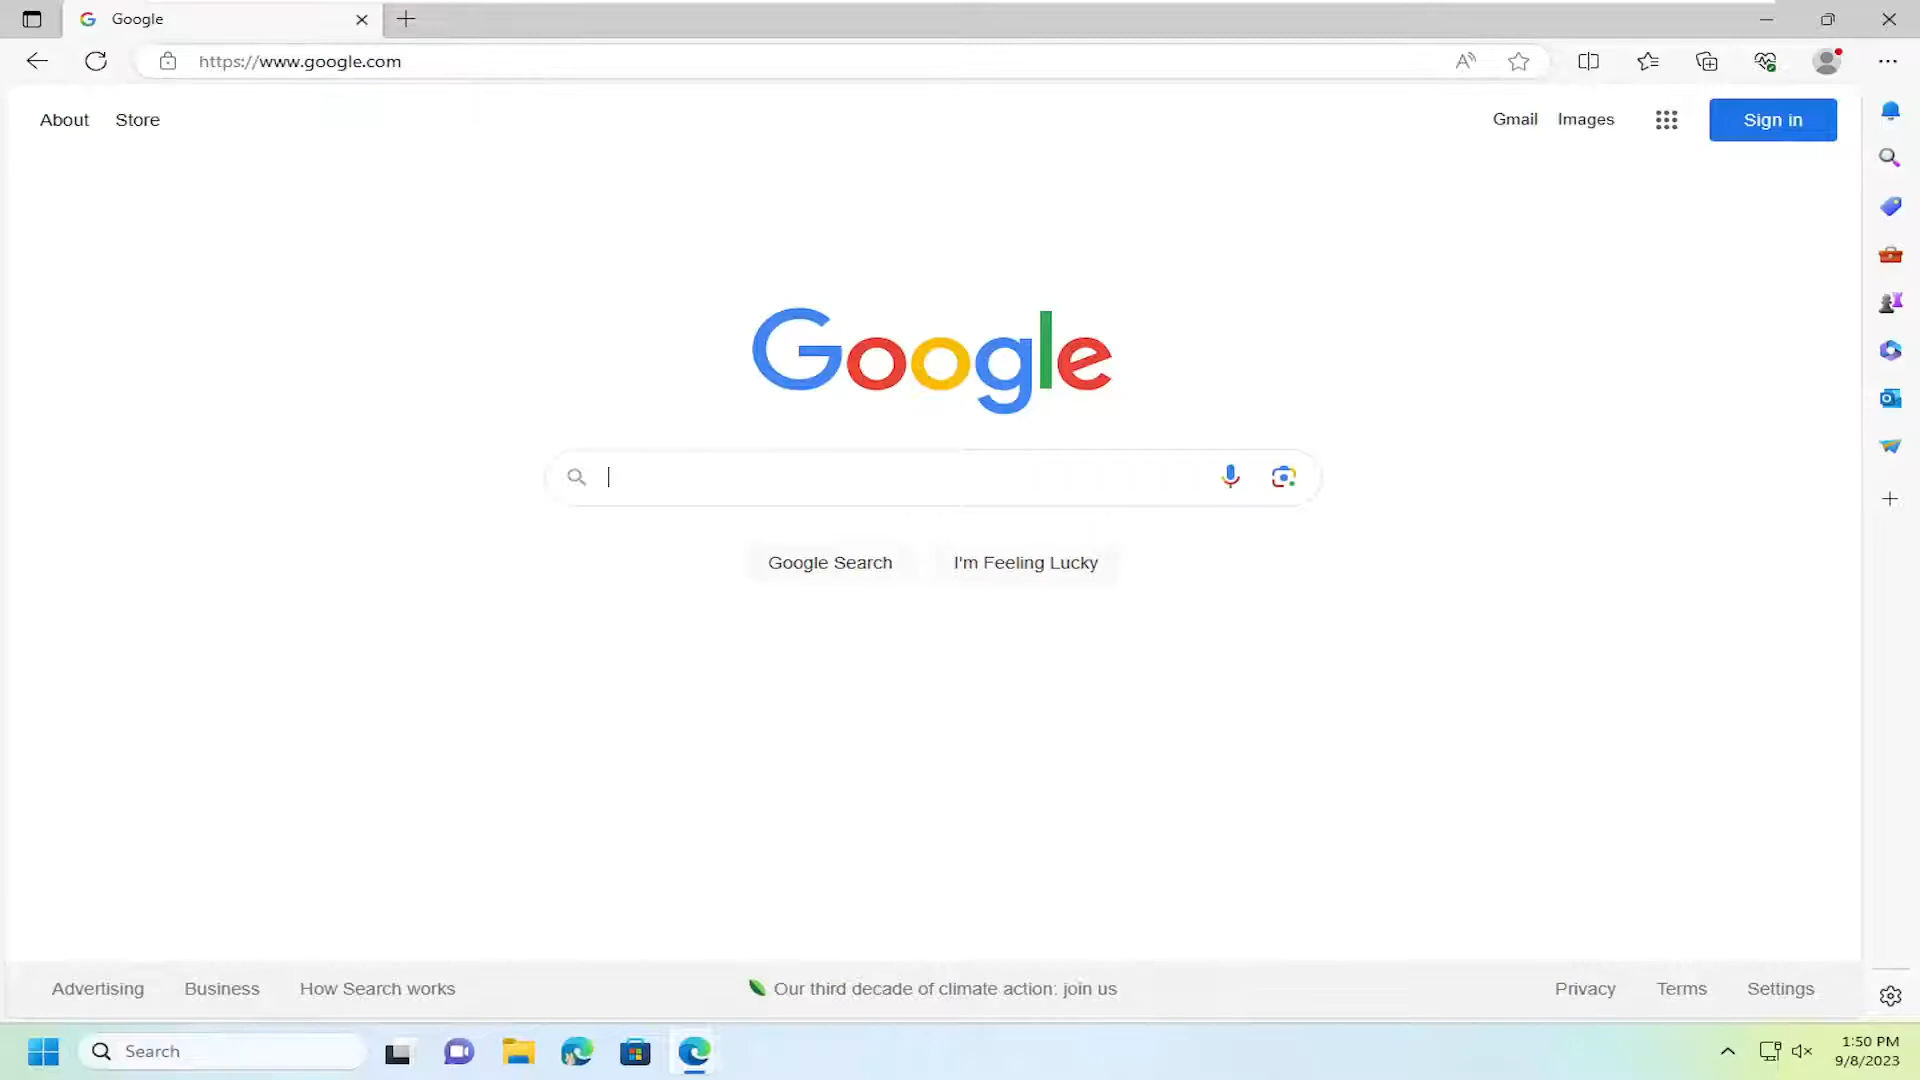 Google
https://www.google.com
About Store
Gmail Images Sign in
Google
Google Search I'm Feeling Lucky
Advertising Business How Search works
Our third decade of climate action: join us
Privacy Terms Settings
Search
1:50 PM
9/8/2023